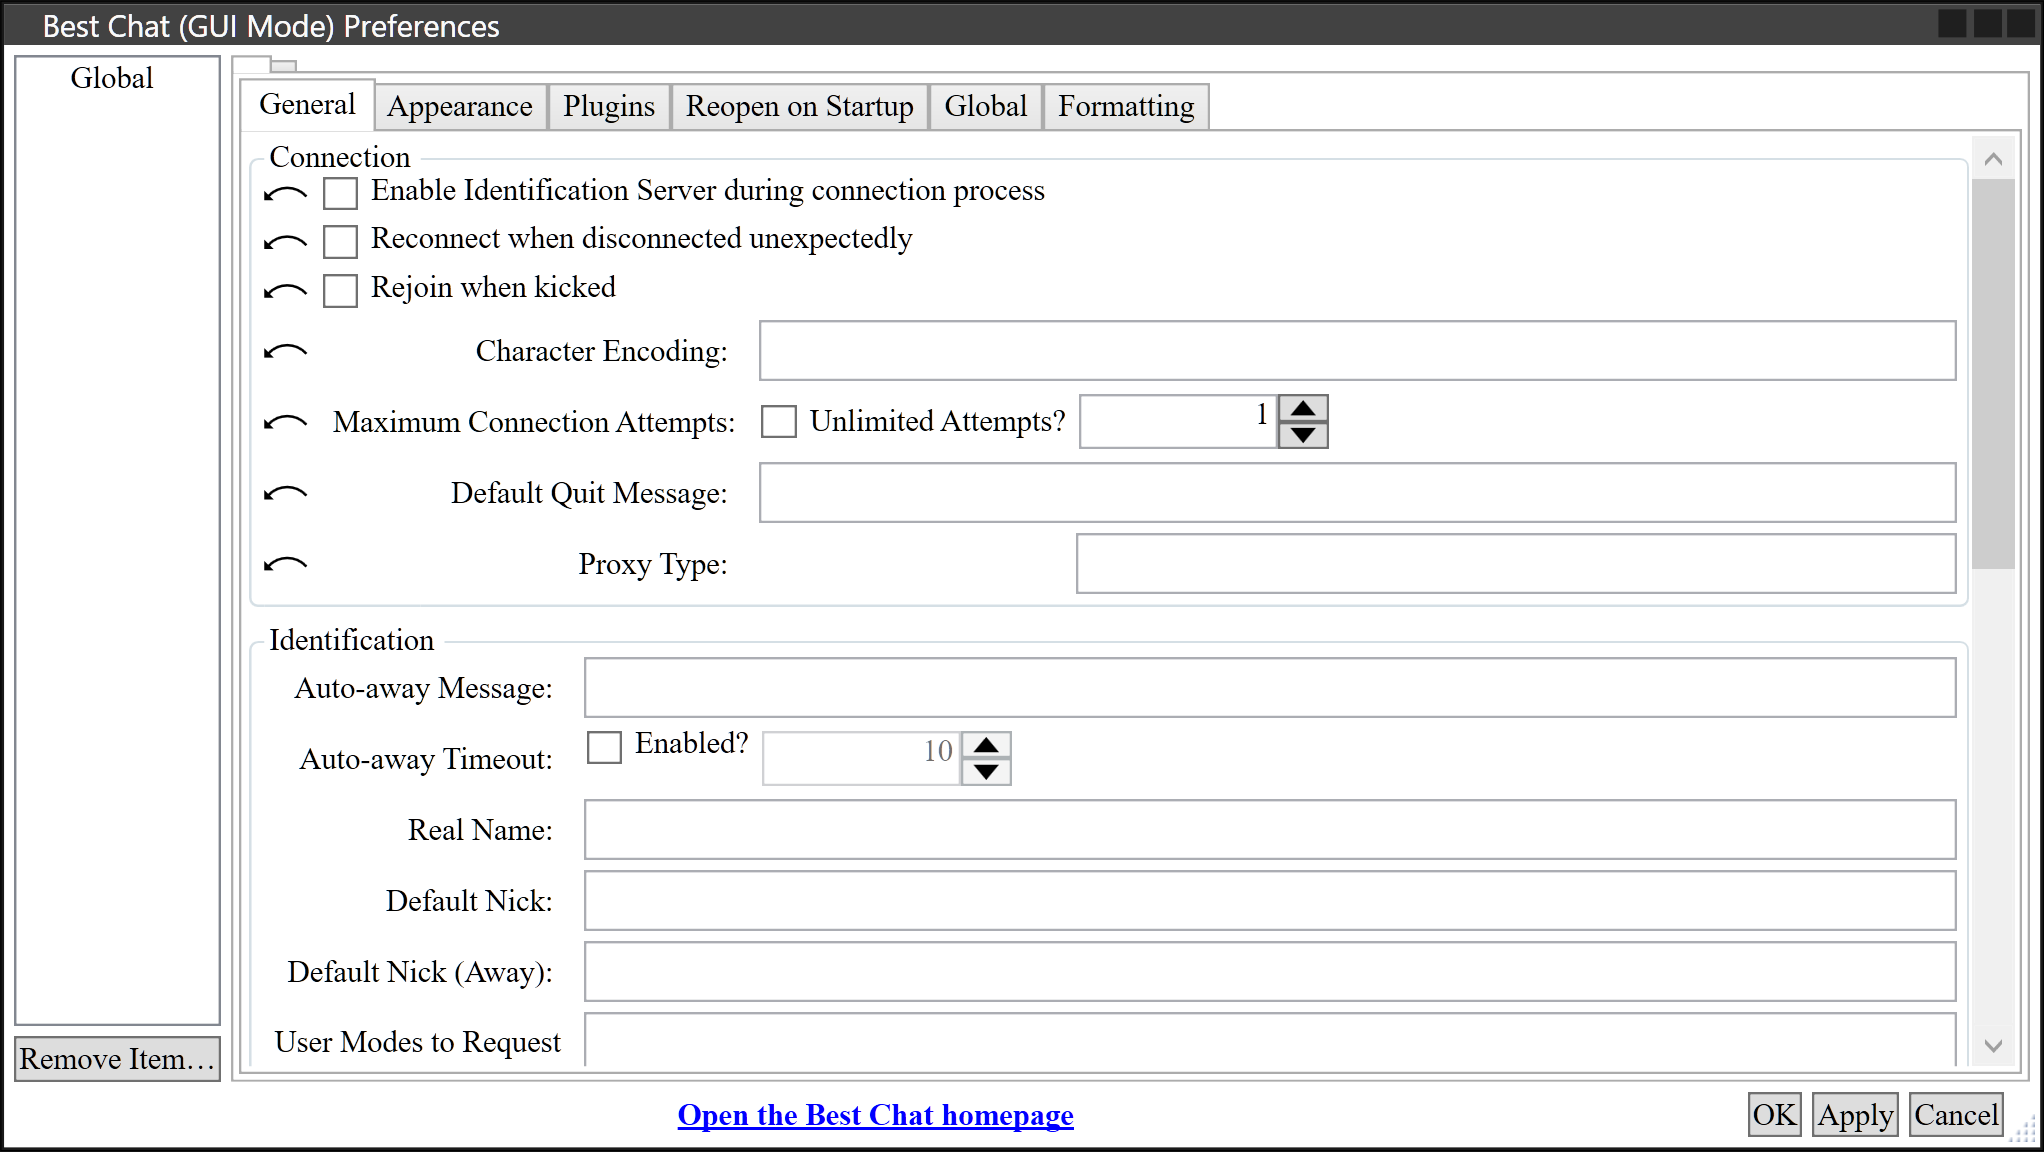 Best Chat (GUI Mode) Preferences
Global
General Appearance Plugins Reopen on Startup Global Formatting
Connection
Enable Identification Server during connection process
Reconnect when disconnected unexpectedly
Rejoin when kicked
Character Encoding:
Maximum Connection Attempts: Unlimited Attempts? 1
Default Quit Message:
Proxy Type:
Identification
Auto-away Message:
Auto-away Timeout: Enabled? 10
Real Name:
Default Nick:
Default Nick (Away):
User Modes to Request
Remove Item…
Open the Best Chat homepage
OK Apply Cancel